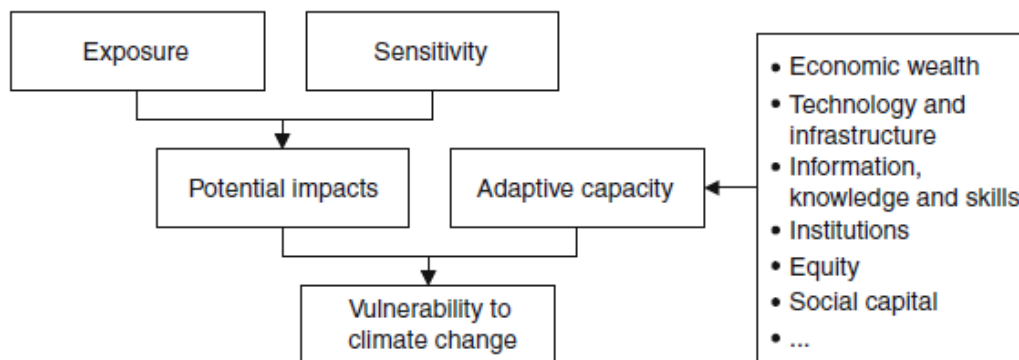 Exposure
Sensitivity
Potential impacts
Adaptive capacity
Vulnerability to
climate change
• Economic wealth
• Technology and
infrastructure
• Information,
knowledge and skills
• Institutions
• Equity
• Social capital
• ...